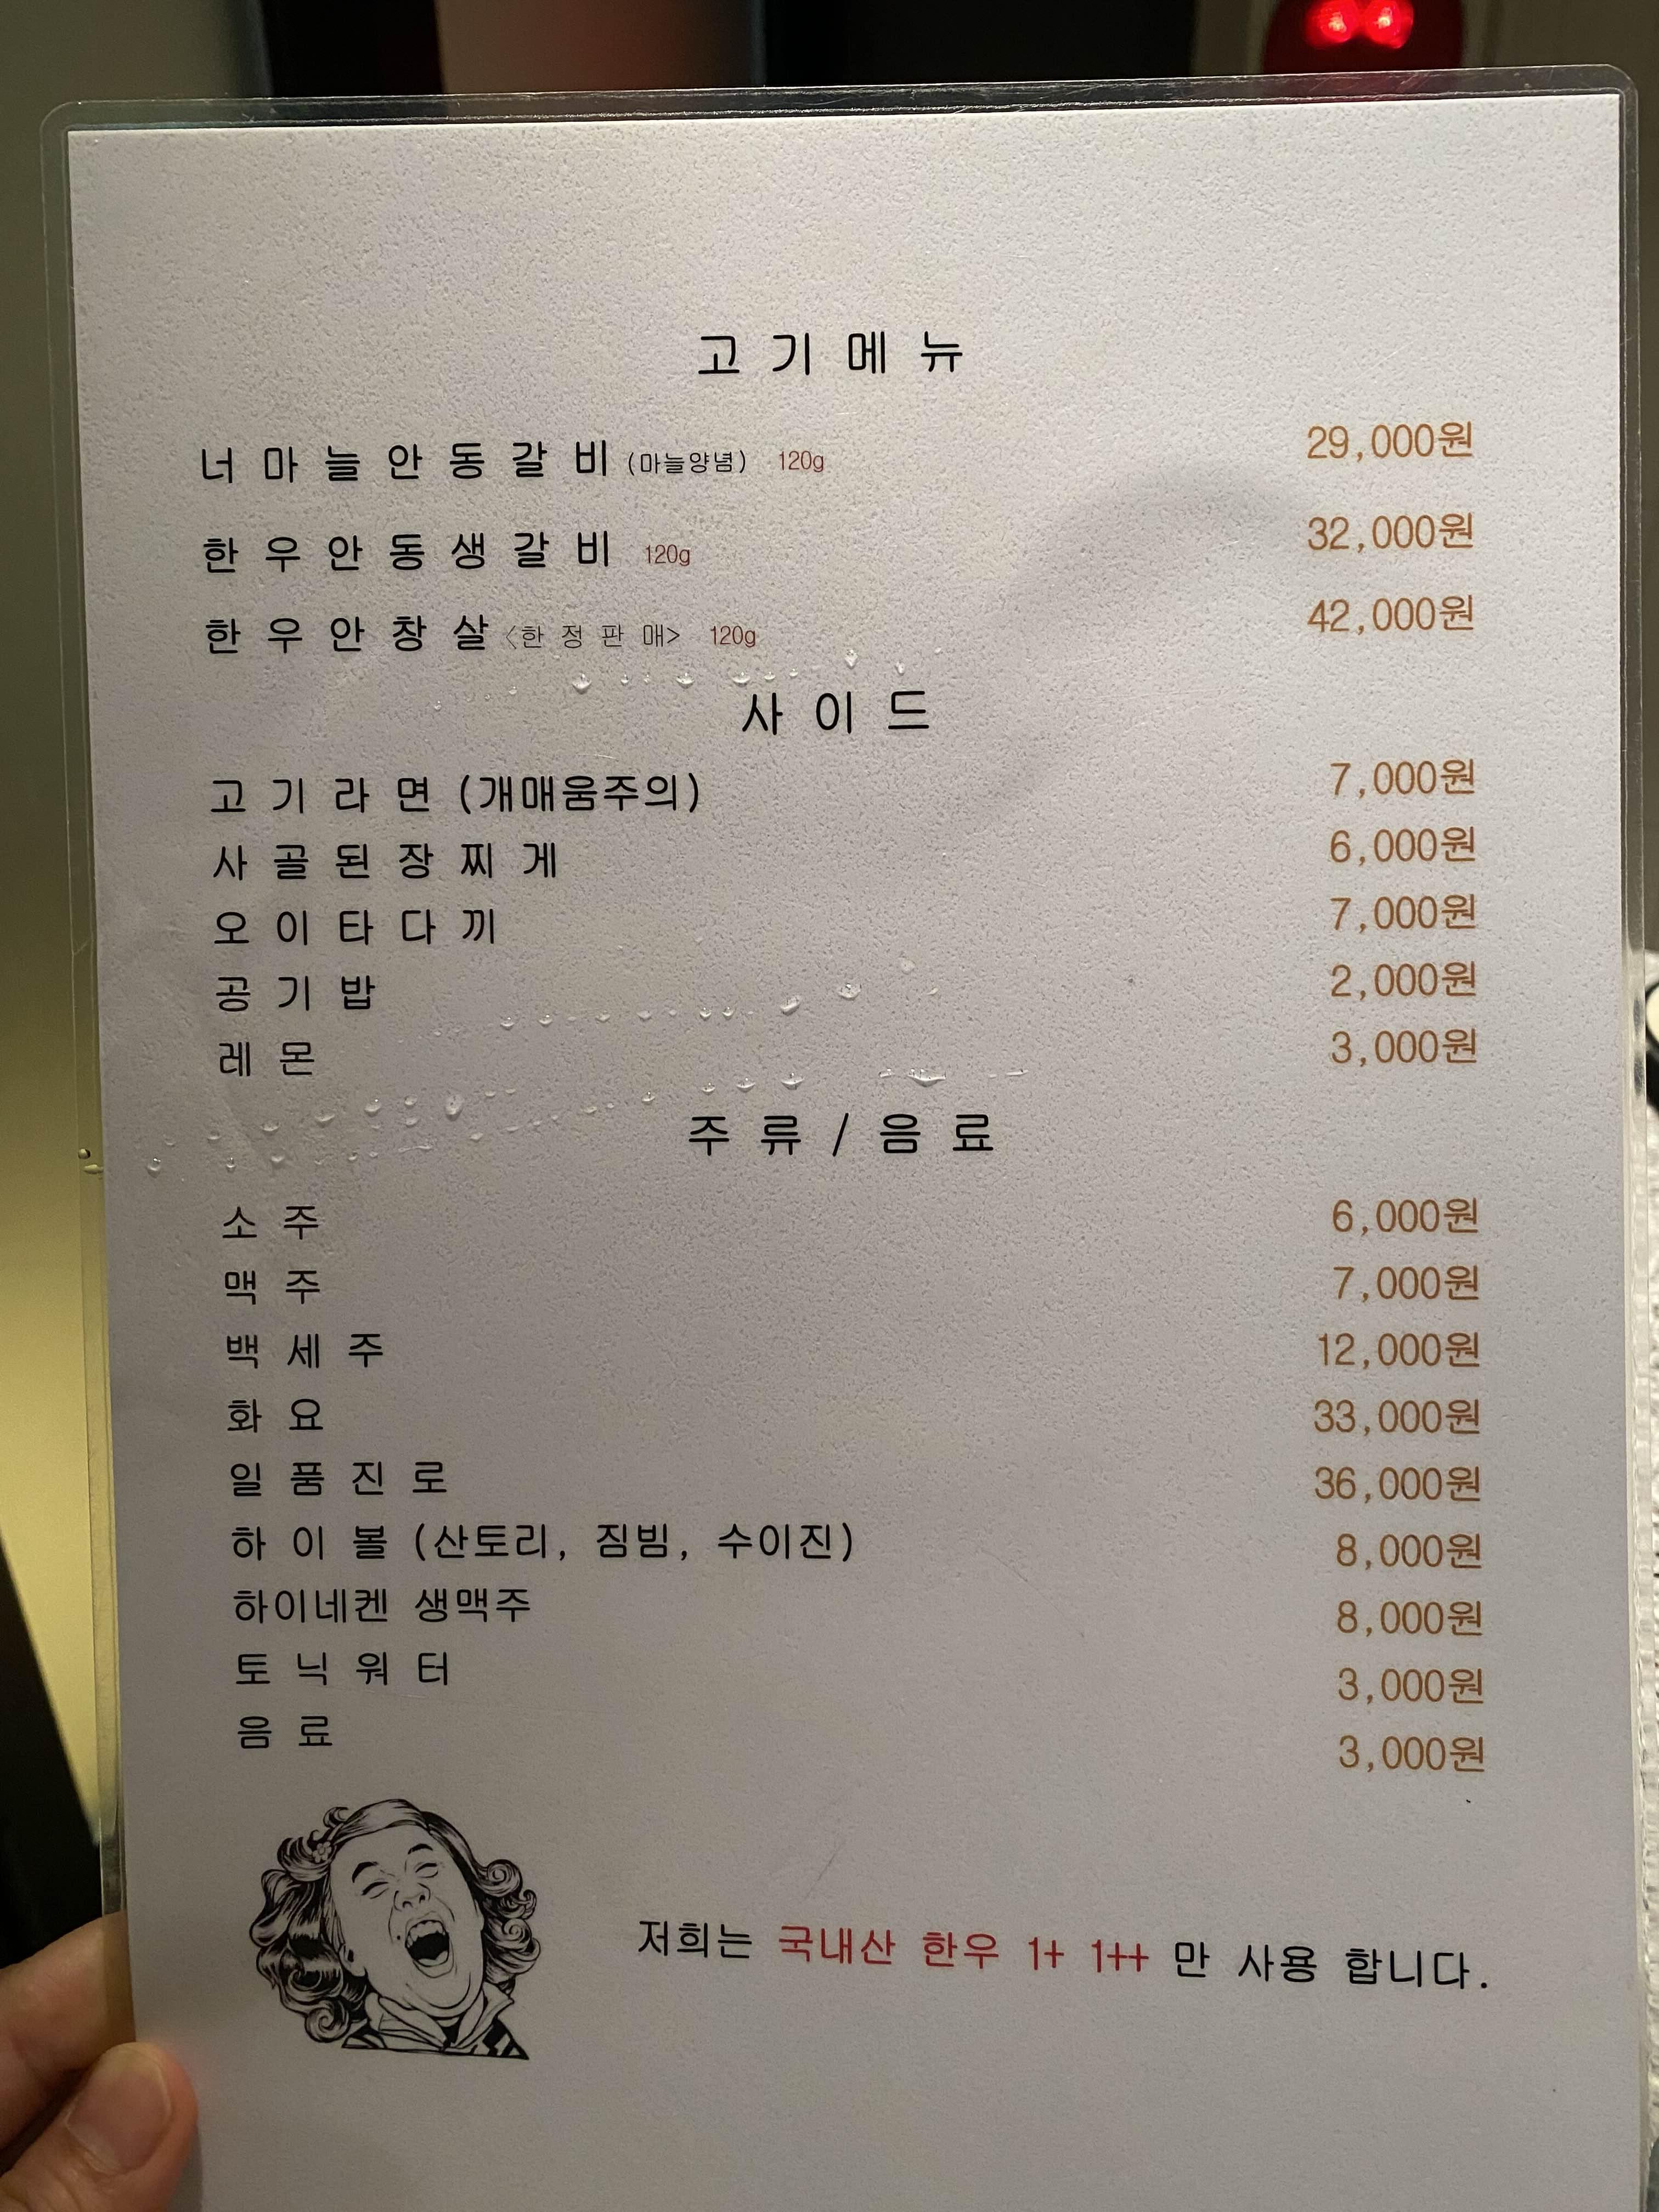 고기메뉴
너마늘안동갈비(마늘양념) 120g 29,000원
한우안동생갈비 120g 32,000원
한우안창살<한정판매> 120g 42,000원
사이드
고기라면(개매움주의) 7,000원
사골된장찌게 6,000원
오이타다끼 7,000원
공기밥 2,000원
레몬 3,000원
주류/음료
소주 6,000원
맥주 7,000원
백세주 12,000원
화요 33,000원
일품진로 36,000원
하이볼(산토리, 짐빔, 수이진) 8,000원
하이네켄 생맥주 8,000원
토닉워터 3,000원
음료 3,000원
저희는 국내산 한우 1+ 1++ 만 사용 합니다.